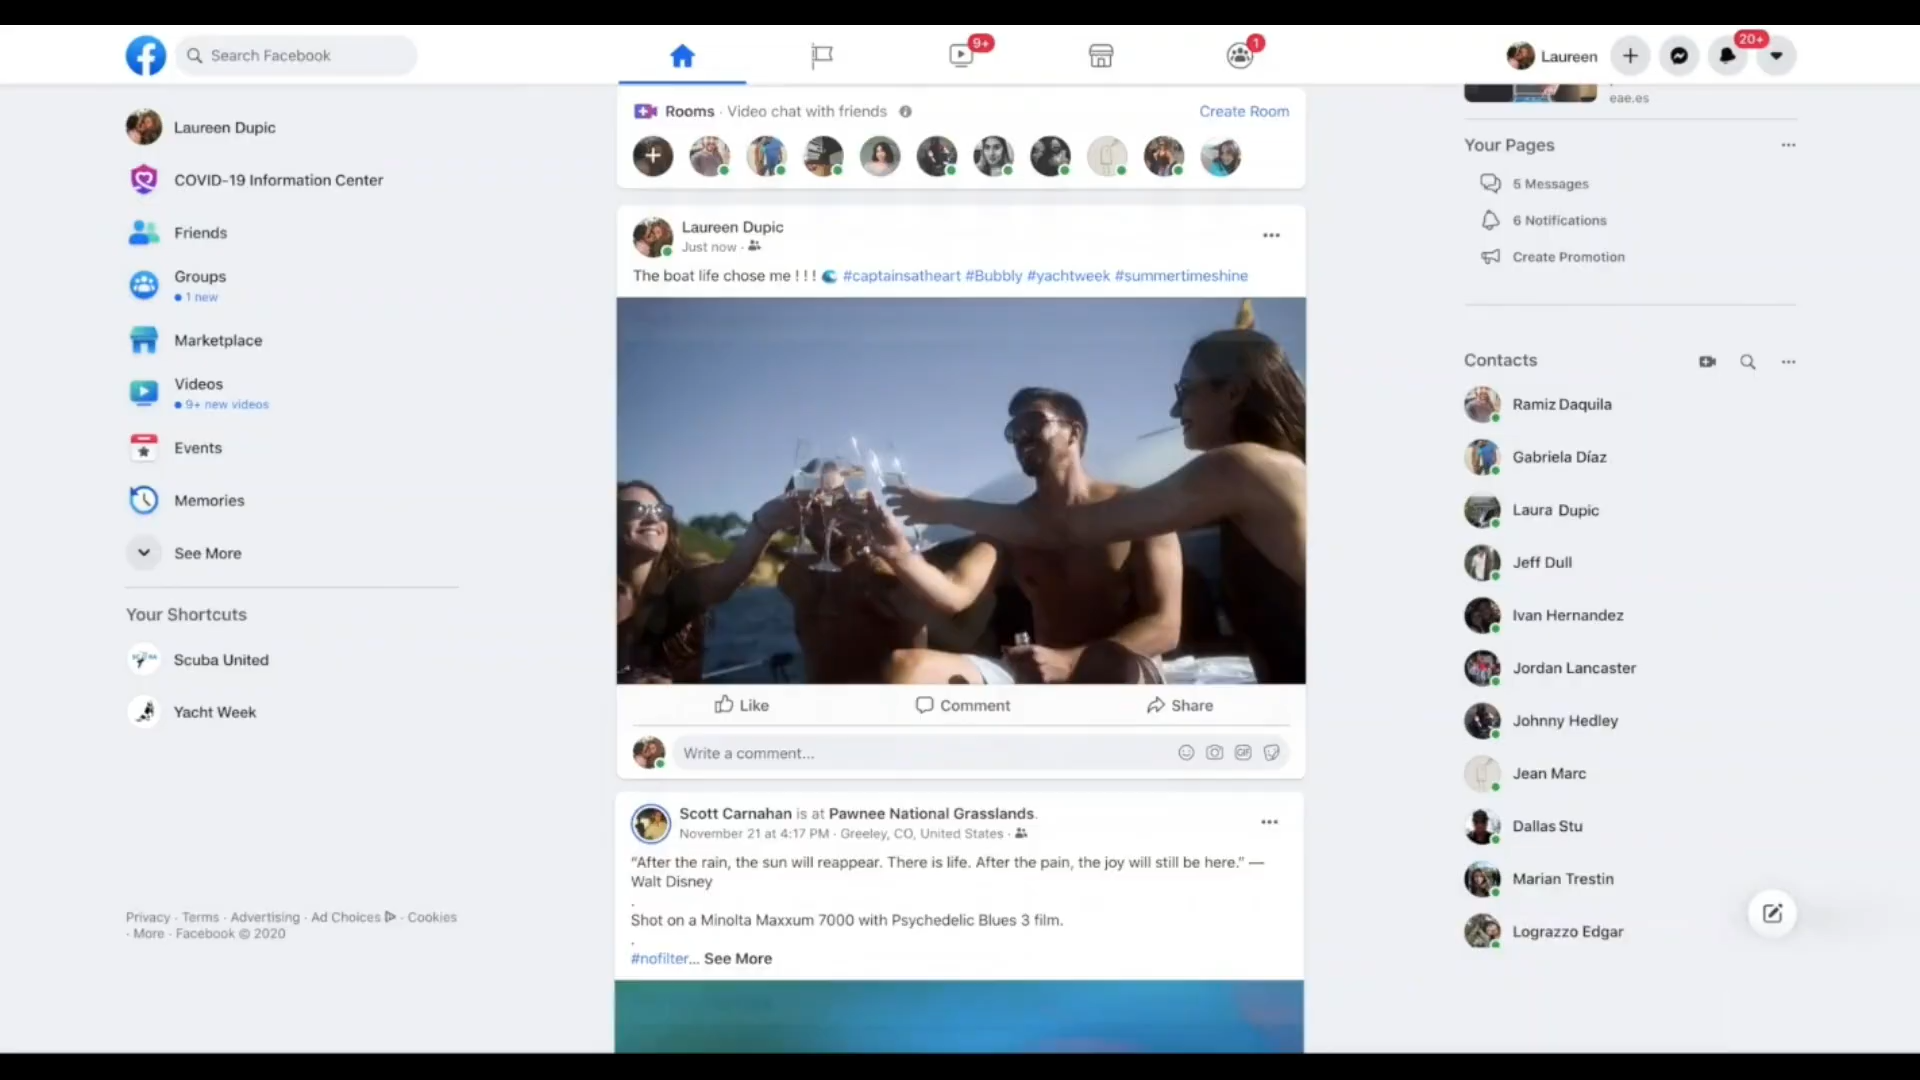 Search Facebook
9+
1
Laureen
20+
Laureen Dupic
COVID-19 Information Center
Friends
Groups
1 new
Marketplace
Videos
9+ new videos
Events
Memories
See More
Your Shortcuts
Scuba United
Yacht Week
Privacy · Terms · Advertising · Ad Choices · Cookies
· More · Facebook © 2020
Rooms · Video chat with friends
Create Room
Laureen Dupic
Just now ·
The boat life chose me ! ! ! 🌊 #captainsatheart #Bubbly #yachtweek #summertimeshine
Like
Comment
Share
Write a comment...
GIF
Scott Carnahan is at Pawnee National Grasslands.
November 21 at 4:17 PM · Greeley, CO, United States ·
“After the rain, the sun will reappear. There is life. After the pain, the joy will still be here.” —
Walt Disney
.
Shot on a Minolta Maxxum 7000 with Psychedelic Blues 3 film.
.
#nofilter... See More
eae.es
Your Pages
5 Messages
6 Notifications
Create Promotion
Contacts
Ramiz Daquila
Gabriela Díaz
Laura Dupic
Jeff Dull
Ivan Hernandez
Jordan Lancaster
Johnny Hedley
Jean Marc
Dallas Stu
Marian Trestin
Lograzzo Edgar